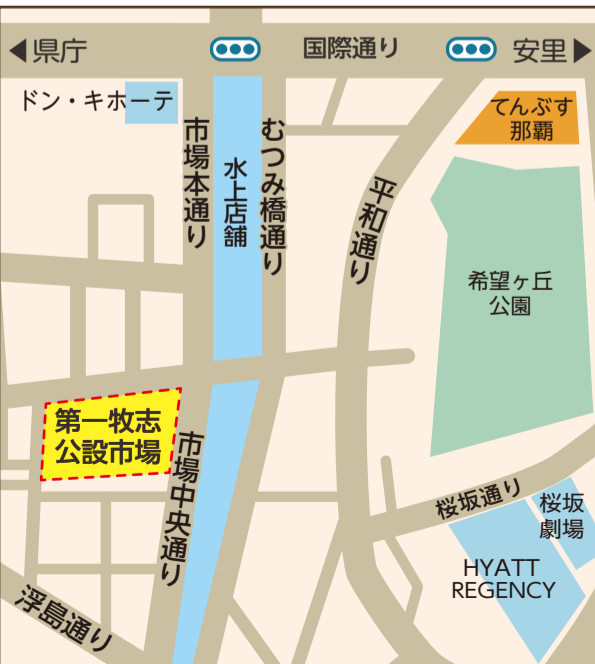 ◀県庁
国際通り
安里▶
ドン・キホーテ
てんぶす
那覇
市場本通り
水上店舗
むつみ橋通り
平和通り
希望ヶ丘
公園
第一牧志
公設市場
市場中央通り
桜坂通り
桜坂
劇場
HYATT
REGENCY
浮島通り